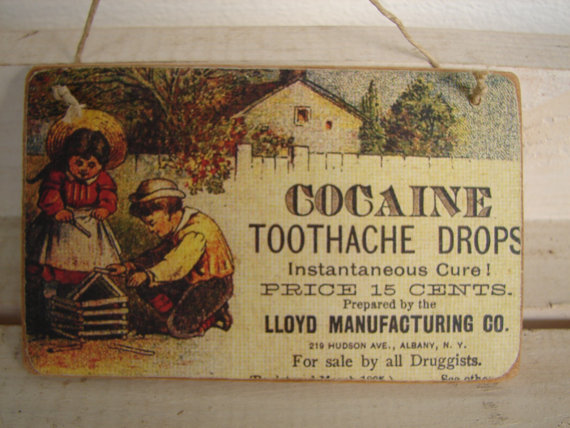 COCAINE
TOOTHACHE DROPS
Instantaneous Cure!
PRICE 15 CENTS.
Prepared by the
LLOYD MANUFACTURING CO.
219 HUDSON AVE., ALBANY, N. Y.
For sale by all Druggists.